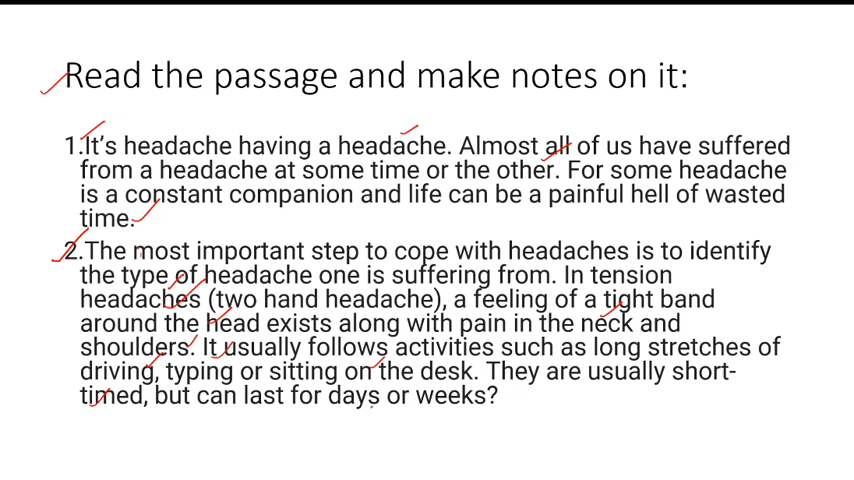 Read the passage and make notes on it:
1.It's headache having a headache. Almost all of us have suffered
from a headache at some time or the other. For some headache
is a constant companion and life can be a painful hell of wasted
time.
2.The most important step to cope with headaches is to identify
the type of headache one is suffering from. In tension
headaches (two hand headache), a feeling of a tight band
around the head exists along with pain in the neck and
shoulders. It usually follows activities such as long stretches of
driving, typing or sitting on the desk. They are usually short-
timed, but can last for days or weeks?